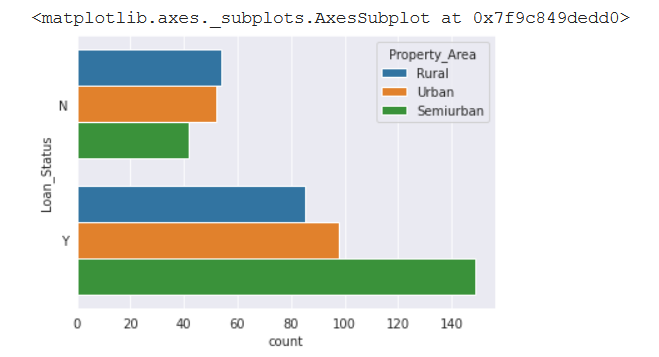 <matplotlib.axes._subplots.AxesSubplot at 0x7f9c849dedd0>
Property_Area
Rural
Urban
Semiurban
N
Y
Loan_Status
0 20 40 60 80 100 120 140
count